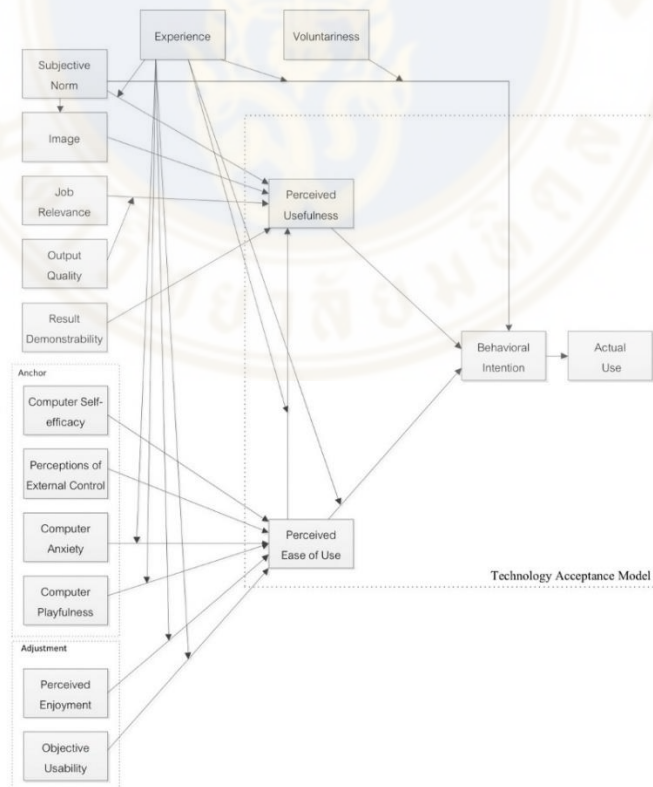 Experience
Voluntariness
Subjective
Norm
Image
Job
Relevance
Output
Quality
Result
Demonstrability
Perceived
Usefulness
Behavioral
Intention
Actual
Use
Anchor
Computer Self-
efficacy
Perceptions of
External Control
Computer
Anxiety
Computer
Playfulness
Perceived
Ease of Use
Technology Acceptance Model
Adjustment
Perceived
Enjoyment
Objective
Usability